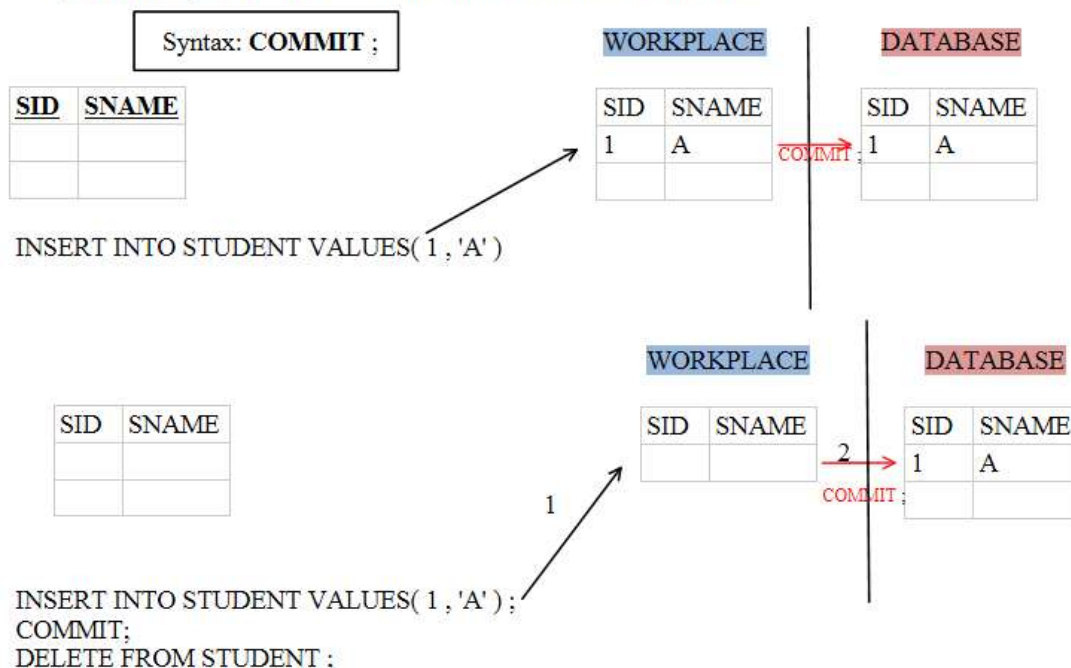 Syntax: COMMIT ;
WORKPLACE DATABASE
SID SNAME
SID SNAME
1 A
COMMIT ;
SID SNAME
1 A
INSERT INTO STUDENT VALUES( 1 , 'A' )
WORKPLACE DATABASE
SID SNAME
SID SNAME
2
COMMIT ;
SID SNAME
1 A
1
INSERT INTO STUDENT VALUES( 1 , 'A' ) ;
COMMIT;
DELETE FROM STUDENT ;